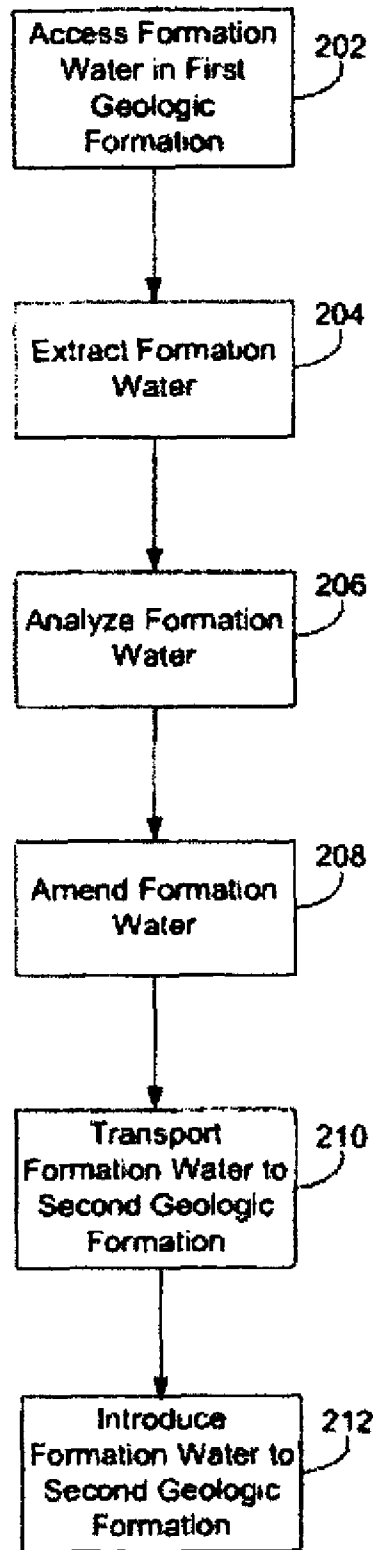 Access Formation
Water in First
Geologic
Formation
202
Extract Formation
Water
204
Analyze Formation
Water
206
Amend Formation
Water
208
Transport
Formation Water to
Second Geologic
Formation
210
Introduce
Formation Water to
Second Geologic
Formation
212